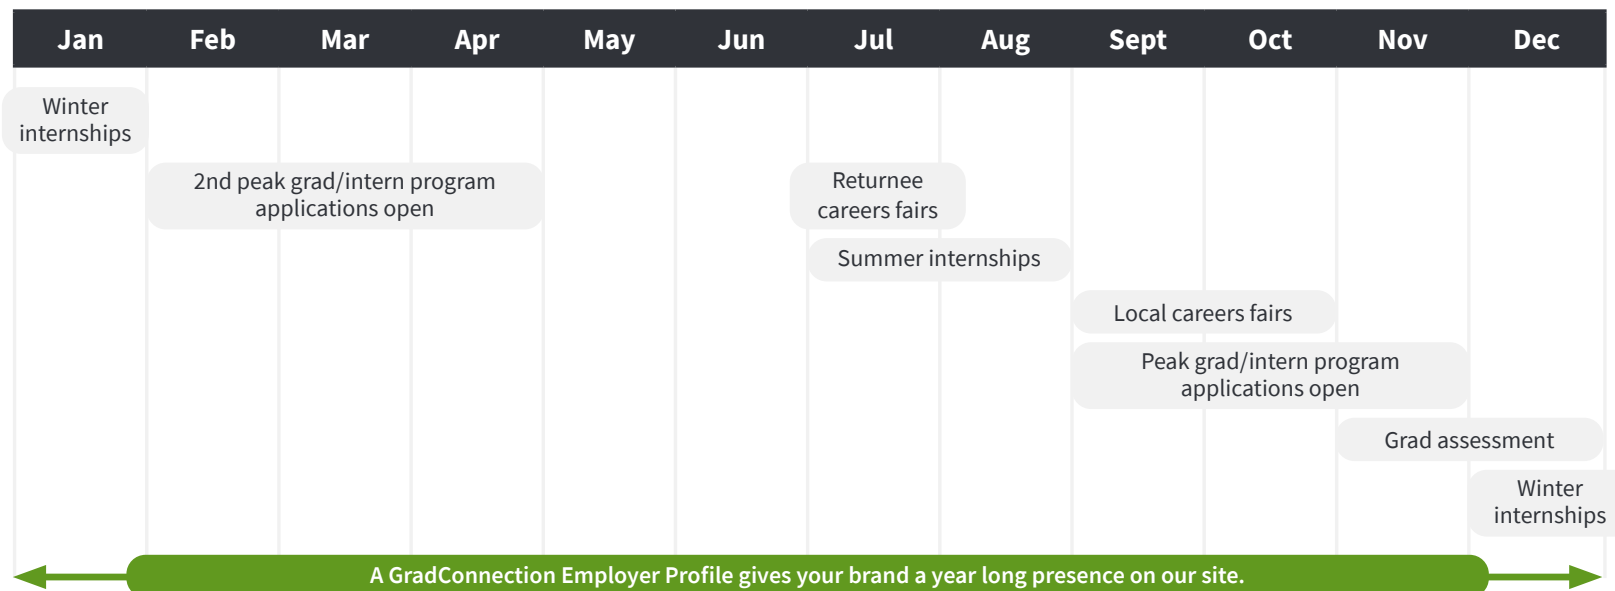 Jan Feb Mar Apr May Jun Jul Aug Sept Oct Nov Dec
Winter
internships
2nd peak grad/intern program
applications open
Returnee
careers fairs
Summer internships
Local careers fairs
Peak grad/intern program
applications open
Grad assessment
Winter
internships
A GradConnection Employer Profile gives your brand a year long presence on our site.